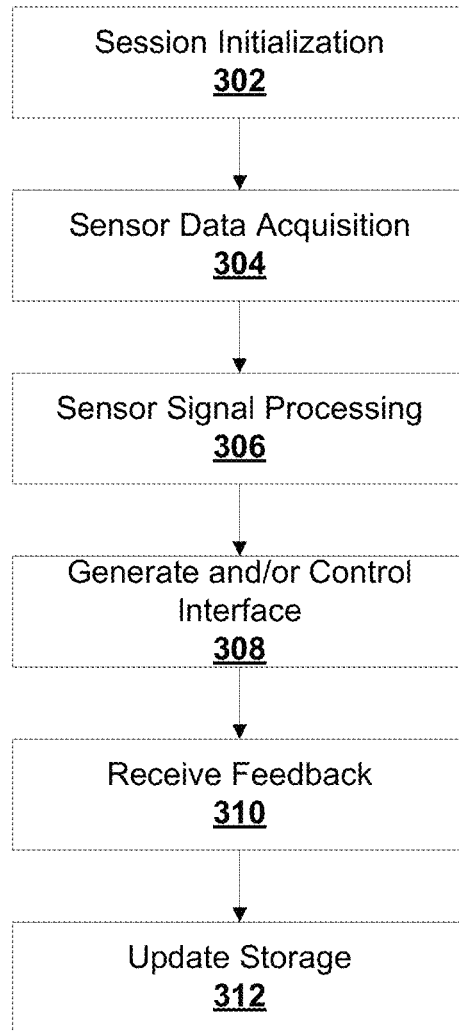 Session Initialization
302
Sensor Data Acquisition
304
Sensor Signal Processing
306
Generate and/or Control
Interface
308
Receive Feedback
310
Update Storage
312